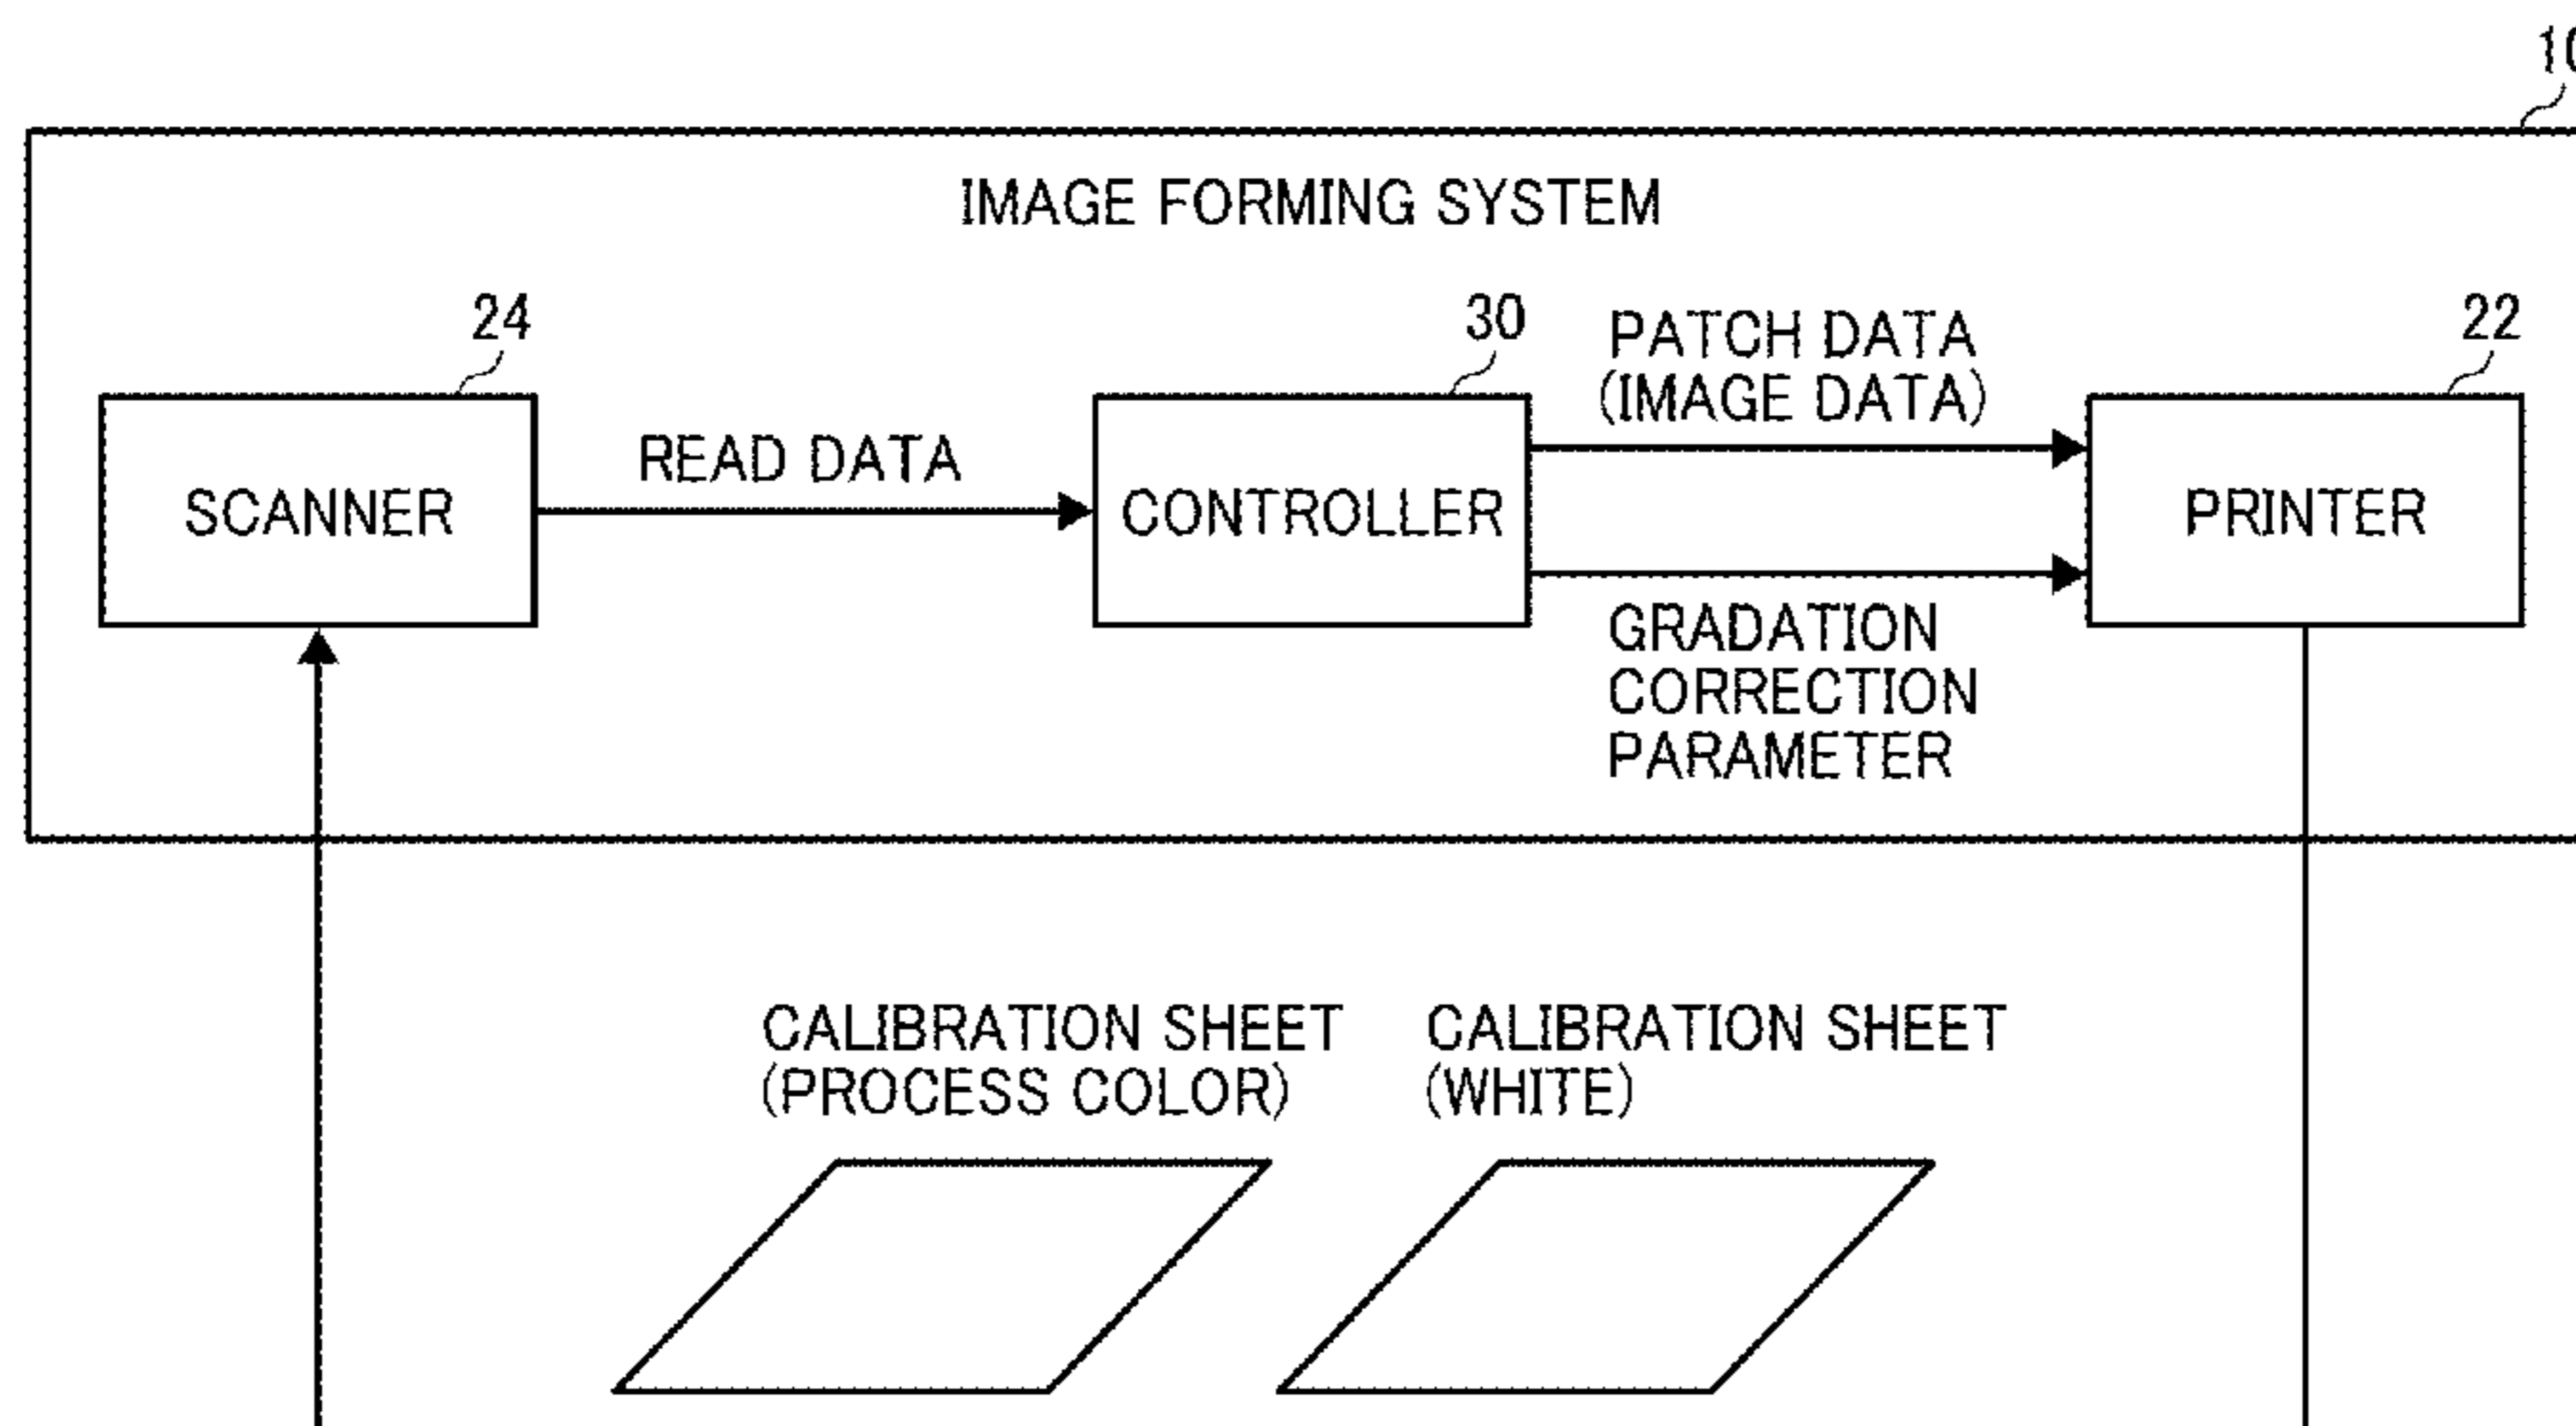 10
IMAGE FORMING SYSTEM
24
30
22
PATCH DATA
(IMAGE DATA)
READ DATA
SCANNER
CONTROLLER
PRINTER
GRADATION
CORRECTION
PARAMETER
CALIBRATION SHEET
(PROCESS COLOR)
CALIBRATION SHEET
(WHITE)